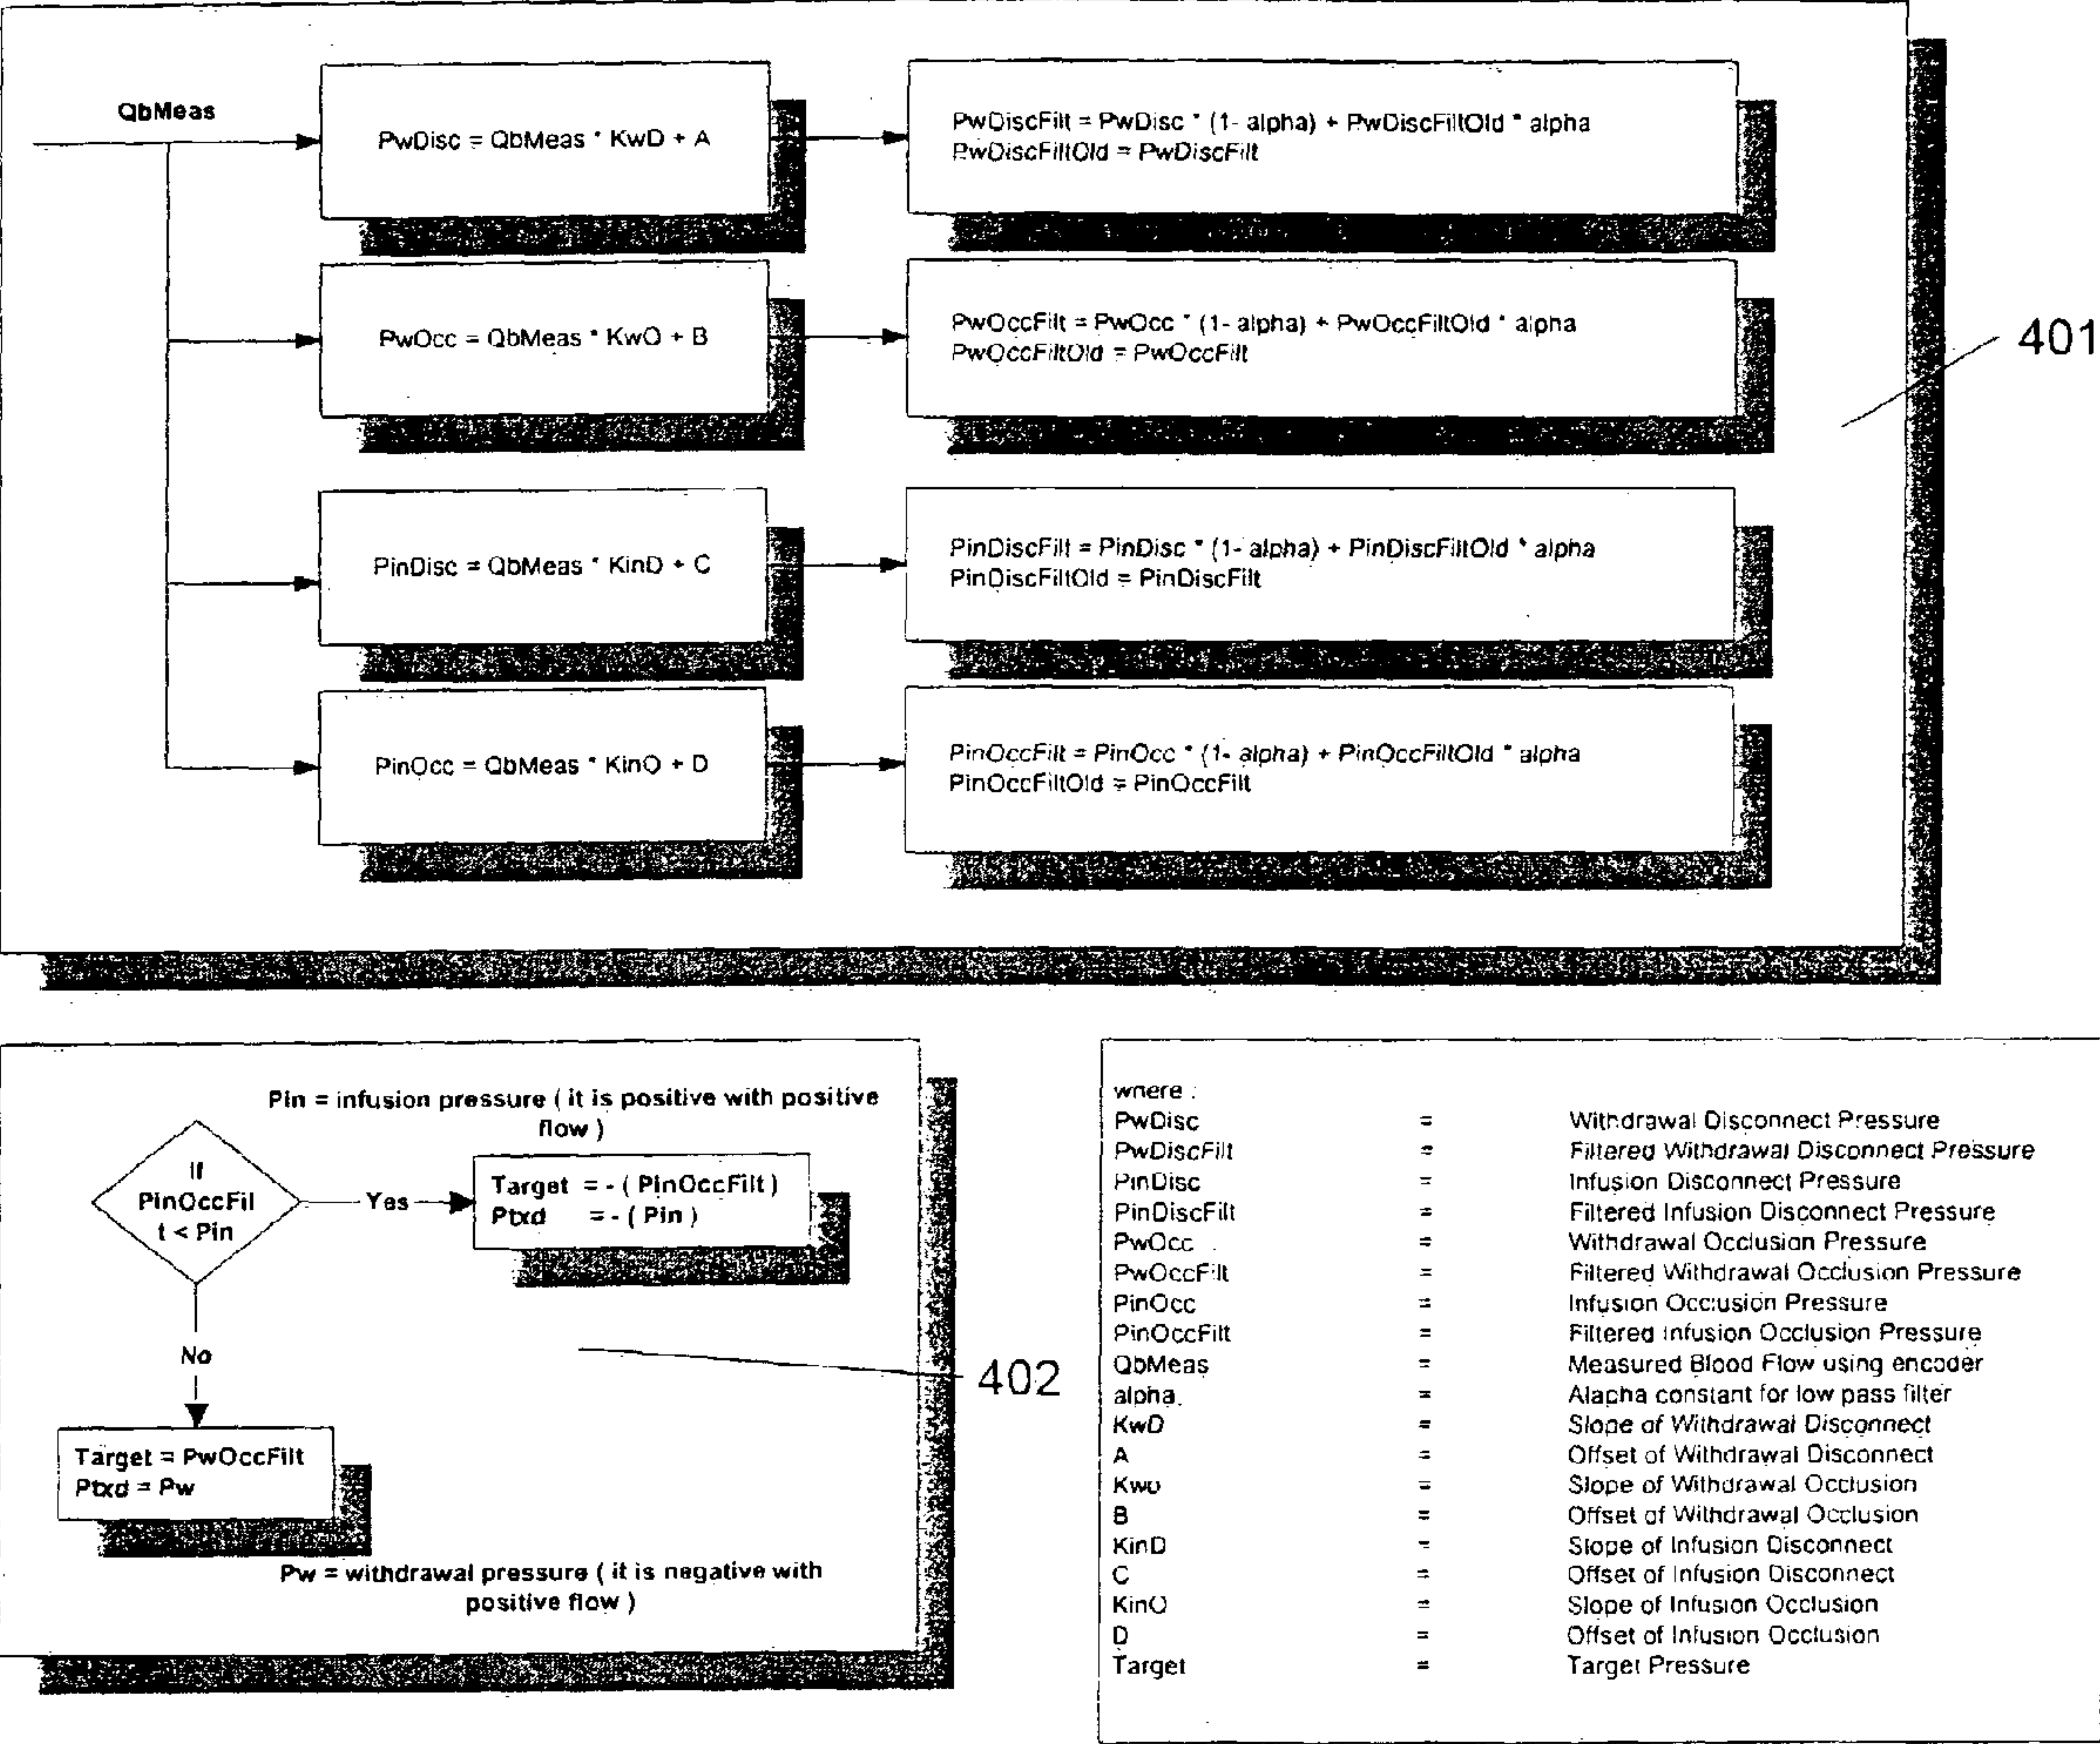 QbMeas
PwDisc = QbMeas * KwD + A
PwDiscFilt = PwDisc * (1- alpha) + PwDiscFiltOld * alpha
PwDiscFiltOld = PwDiscFilt
PwOcc = QbMeas * KwO + B
PwOccFilt = PwOcc * (1- alpha) + PwOccFiltOld * alpha
PwOccFiltOld = PwOccFilt
401
PinDisc = QbMeas * KinD + C
PinDiscFilt = PinDisc * (1- alpha) + PinDiscFiltOld * alpha
PinDiscFiltOld = PinDiscFilt
PinOcc = QbMeas * KinO + D
PinOccFilt = PinOcc * (1- alpha) + PinOccFiltOld * alpha
PinOccFiltOld = PinOccFilt
Pin = infusion pressure ( it is positive with positive
flow )
If
PinOccFil
t < Pin
Yes
Target = - ( PinOccFilt )
Ptxd = - ( Pin )
No
402
Target = PwOccFilt
Ptxd = Pw
Pw = withdrawal pressure ( it is negative with
positive flow )
where :
PwDisc = Withdrawal Disconnect Pressure
PwDiscFilt = Filtered Withdrawal Disconnect Pressure
PinDisc = Infusion Disconnect Pressure
PinDiscFilt = Filtered Infusion Disconnect Pressure
PwOcc = Withdrawal Occlusion Pressure
PwOccFilt = Filtered Withdrawal Occlusion Pressure
PinOcc = Infusion Occlusion Pressure
PinOccFilt = Filtered Infusion Occlusion Pressure
QbMeas = Measured Blood Flow using encoder
alpha = Alapha constant for low pass filter
KwD = Slope of Withdrawal Disconnect
A = Offset of Withdrawal Disconnect
KwO = Slope of Withdrawal Occlusion
B = Offset of Withdrawal Occlusion
KinD = Slope of Infusion Disconnect
C = Offset of Infusion Disconnect
KinO = Slope of Infusion Occlusion
D = Offset of Infusion Occlusion
Target = Target Pressure